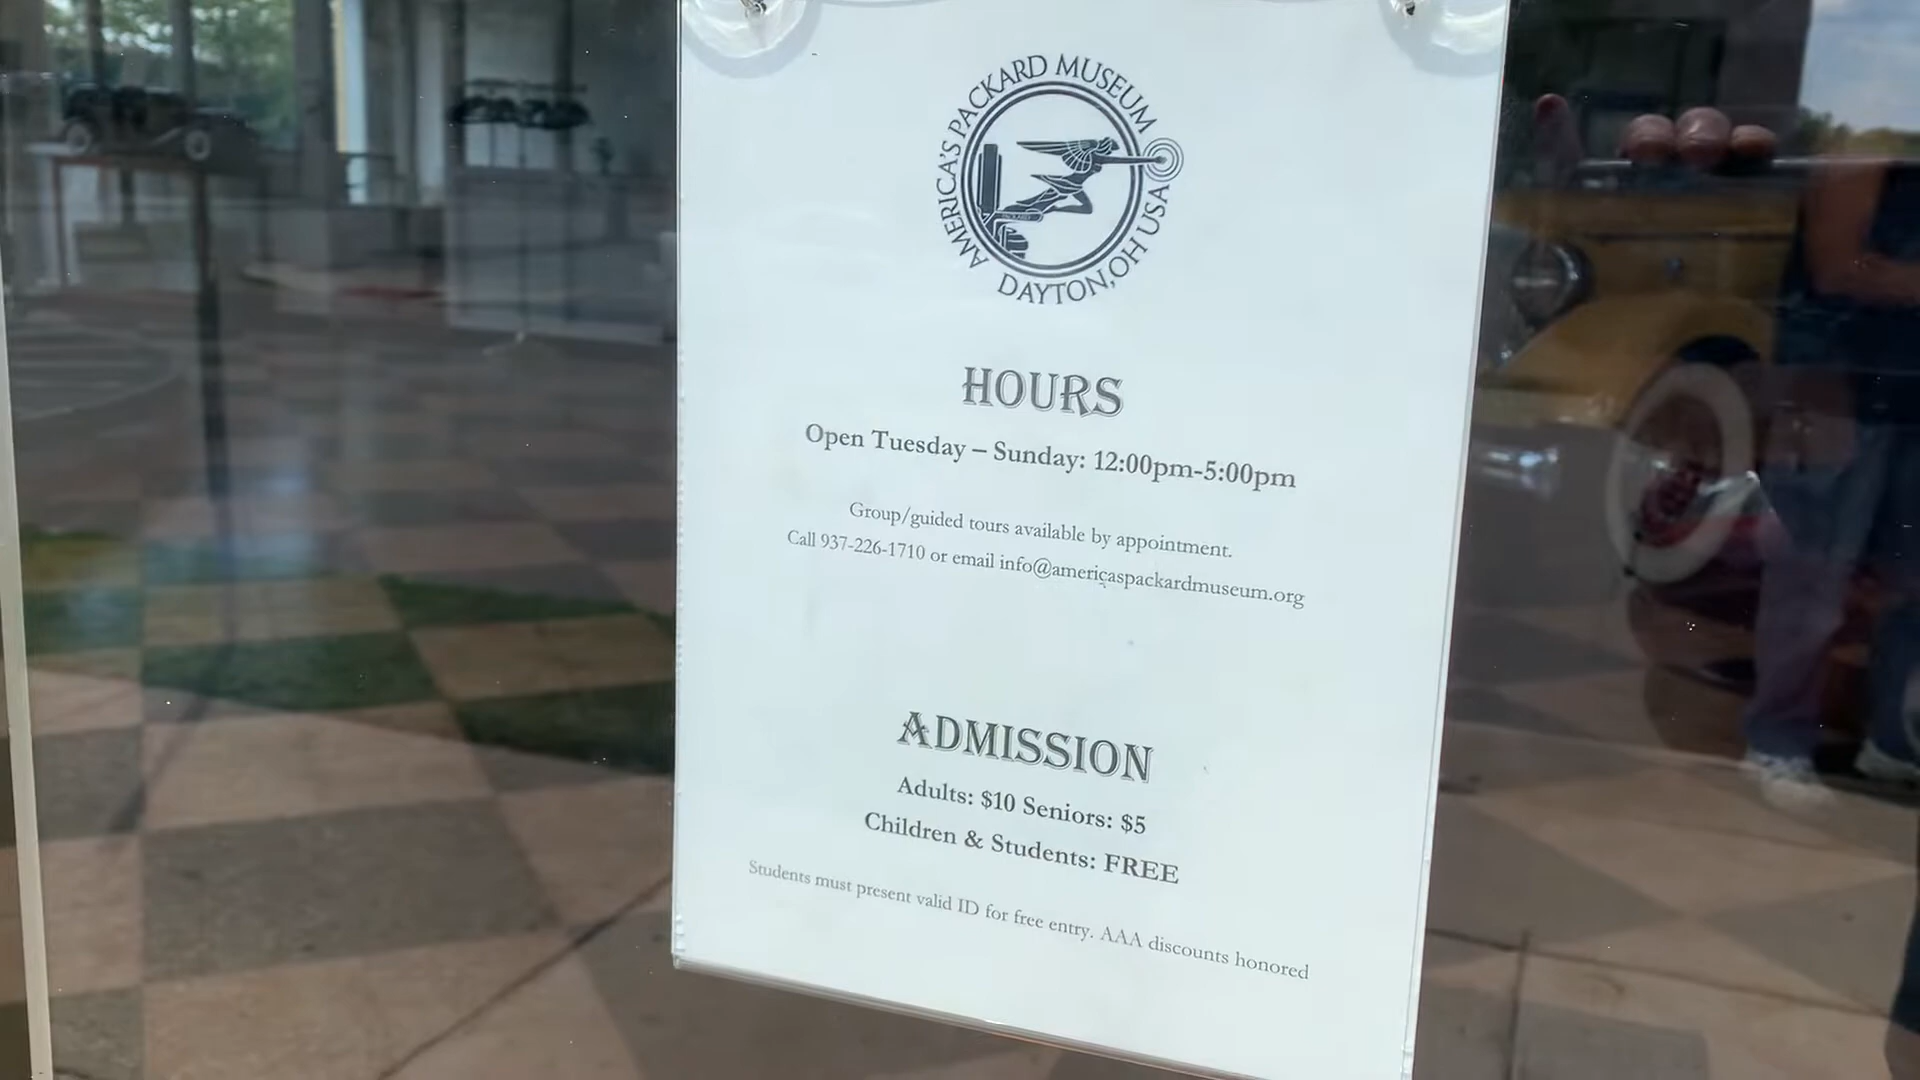 AMERICA'S PACKARD MUSEUM
DAYTON, OH USA
PACKARD
HOURS
Open Tuesday – Sunday: 12:00pm-5:00pm
Group/guided tours available by appointment.
Call 937-226-1710 or email info@americaspackardmuseum.org
ADMISSION
Adults: $10 Seniors: $5
Children & Students: FREE
Students must present valid ID for free entry. AAA discounts honored